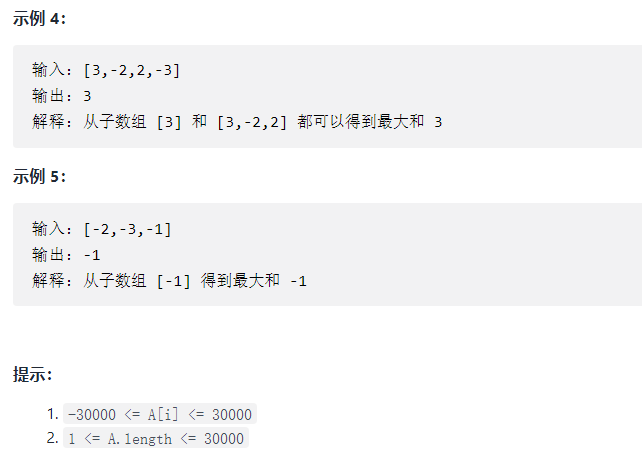 示例 4：
输入：[3,-2,2,-3]
输出：3
解释：从子数组 [3] 和 [3,-2,2] 都可以得到最大和 3
示例 5：
输入：[-2,-3,-1]
输出：-1
解释：从子数组 [-1] 得到最大和 -1
提示：
1. -30000 <= A[i] <= 30000
2. 1 <= A.length <= 30000